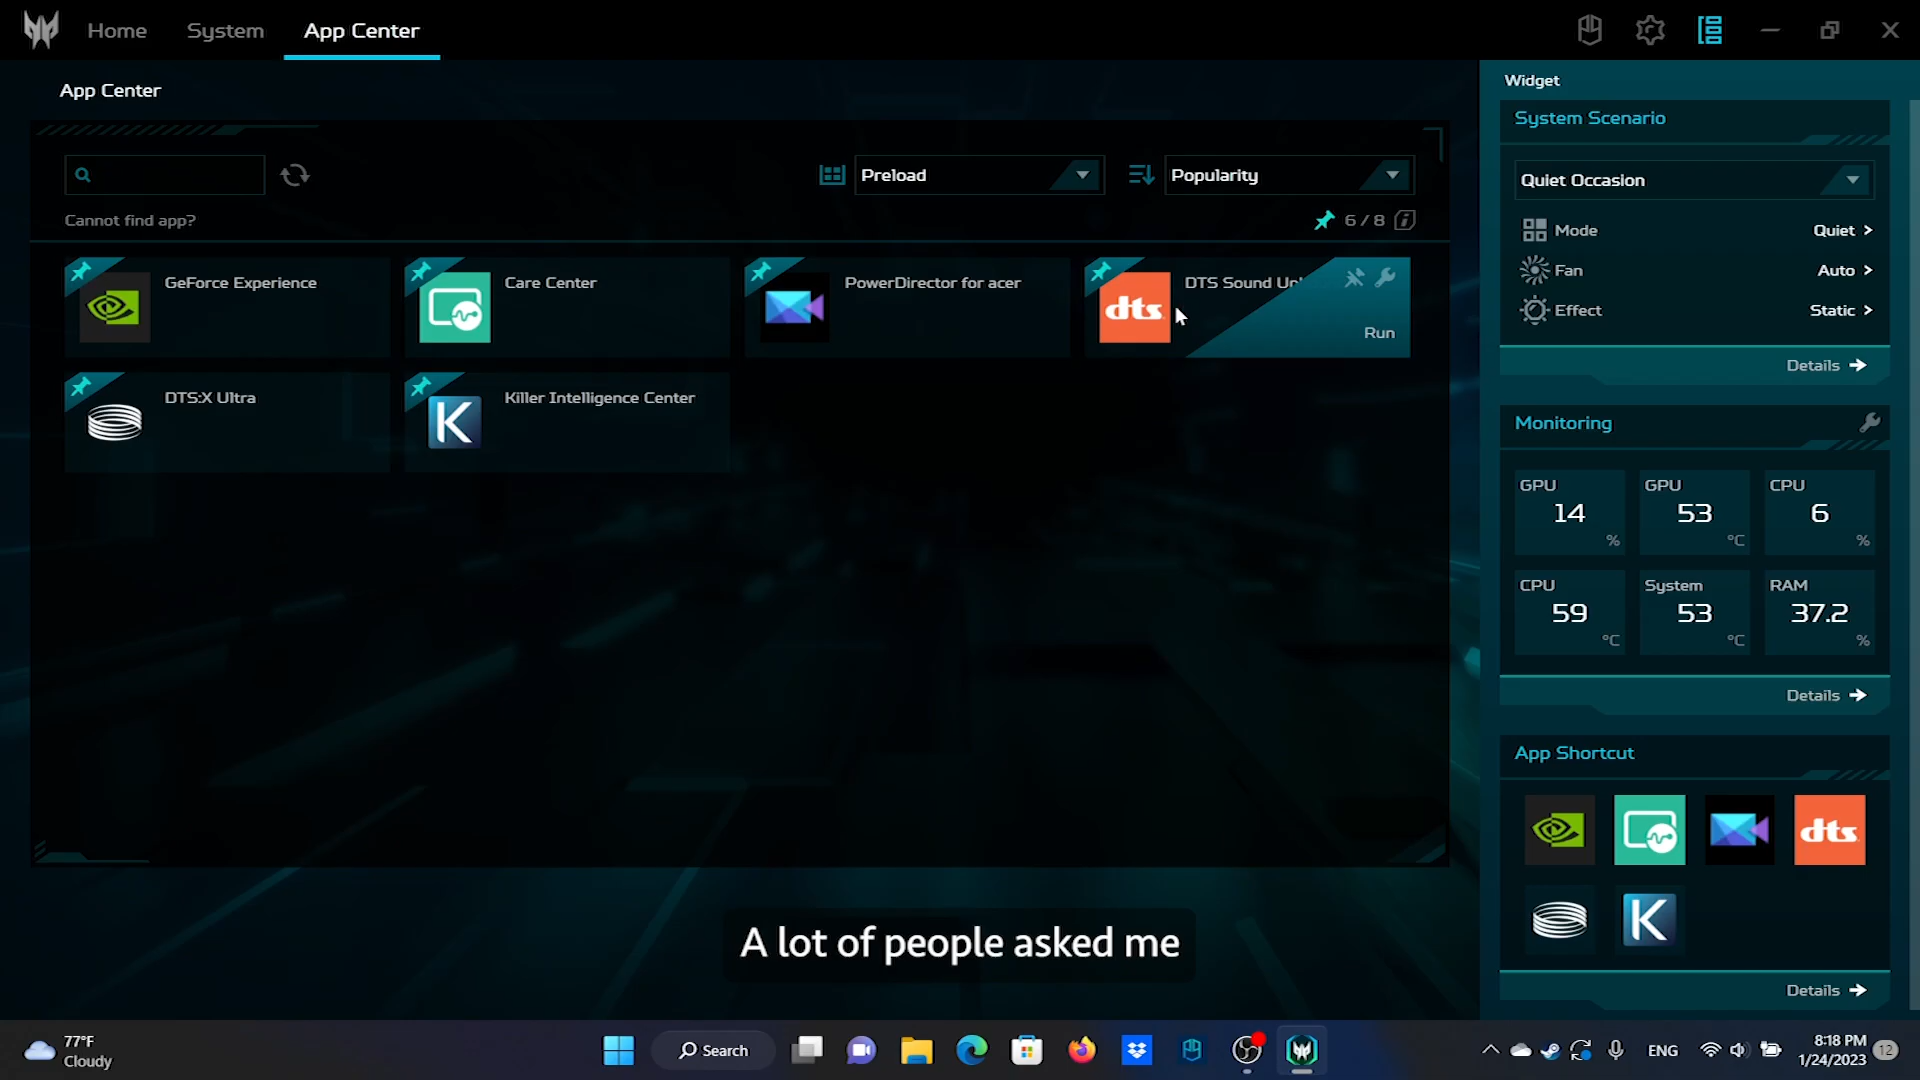 Home
System
App Center
App Center
Preload
Popularity
Cannot find app?
6 / 8
GeForce Experience
Care Center
PowerDirector for acer
dts
DTS Sound Un
Run
DTS:X Ultra
K
Killer Intelligence Center
Widget
System Scenario
Quiet Occasion
Mode
Quiet >
Fan
Auto >
Effect
Static >
Details
Monitoring
GPU
14
%
GPU
53
°C
CPU
6
%
CPU
59
°C
System
53
°C
RAM
37.2
%
Details
App Shortcut
dts
K
Details
A lot of people asked me
77°F
Cloudy
Search
ENG
8:18 PM
1/24/2023
12